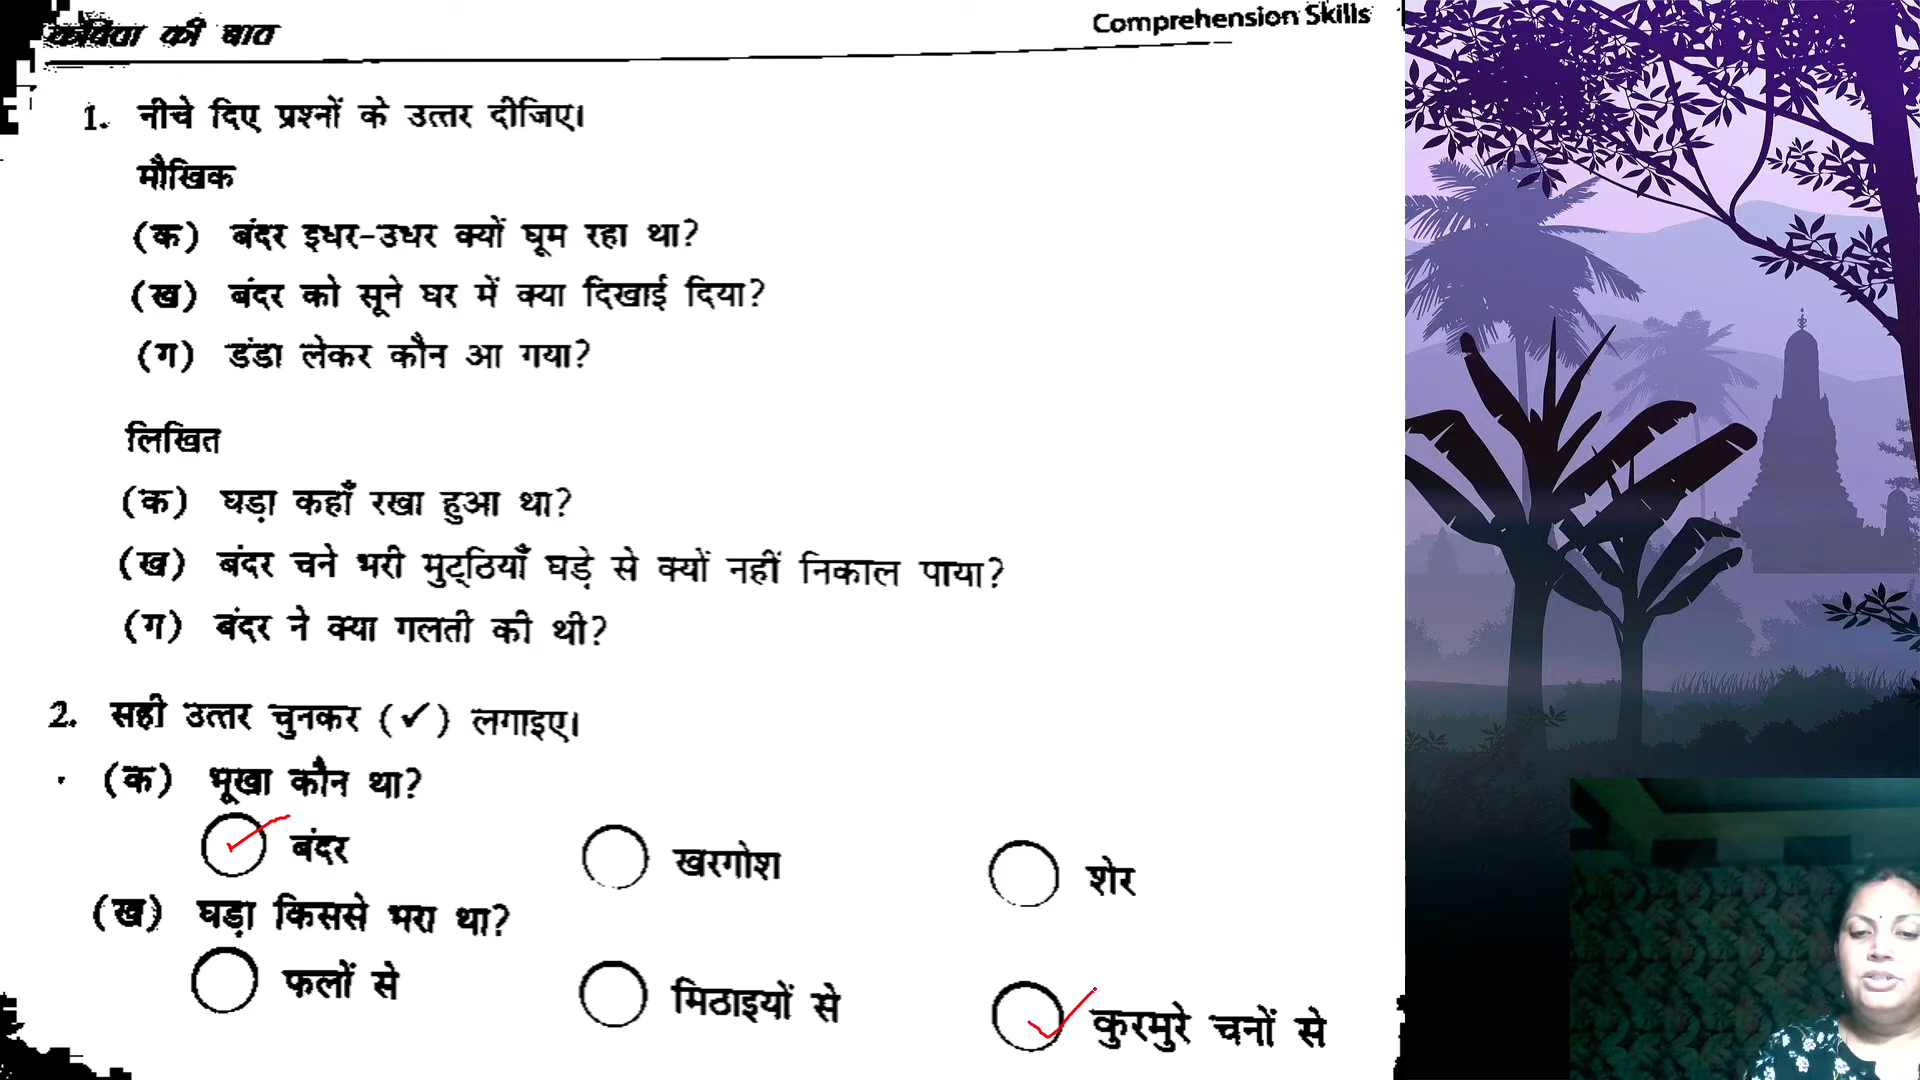 कविता की बात
Comprehension Skills
1. नीचे दिए प्रश्नों के उत्तर दीजिए।
मौखिक
(क) बंदर इधर-उधर क्यों घूम रहा था?
(ख) बंदर को सूने घर में क्या दिखाई दिया?
(ग) डंडा लेकर कौन आ गया?
लिखित
(क) घड़ा कहाँ रखा हुआ था?
(ख) बंदर चने भरी मुट्ठियाँ घड़े से क्यों नहीं निकाल पाया?
(ग) बंदर ने क्या गलती की थी?
2. सही उत्तर चुनकर (✓) लगाइए।
(क) भूखा कौन था?
बंदर खरगोश शेर
(ख) घड़ा किससे भरा था?
फलों से मिठाइयों से कुरमुरे चनों से